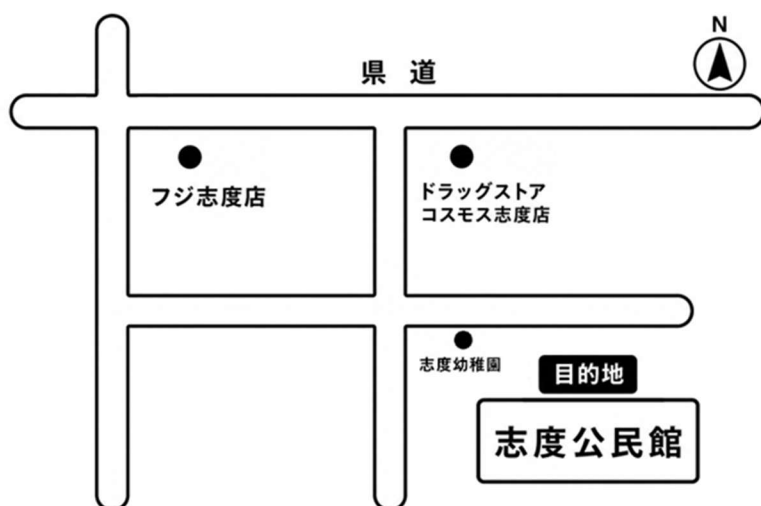 N
県道
フジ志度店
ドラッグストア
コスモス志度店
志度幼稚園
目的地
志度公民館